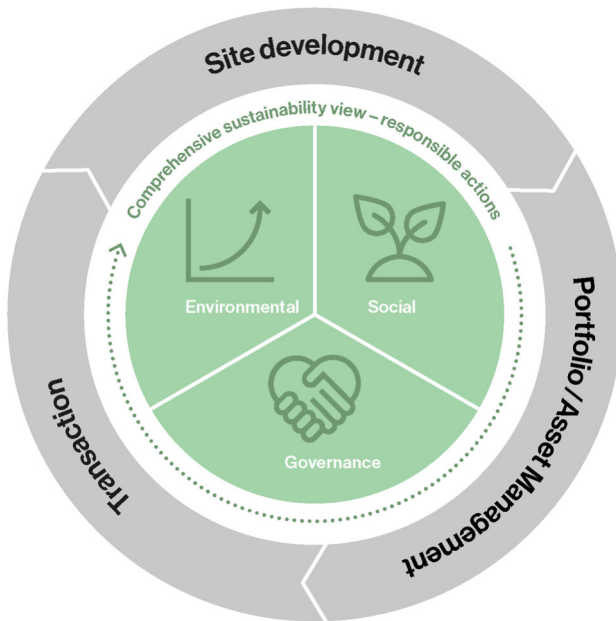 Site development
Comprehensive sustainability view – responsible actions
Environmental
Social
Governance
Portfolio / Asset Management
Transaction